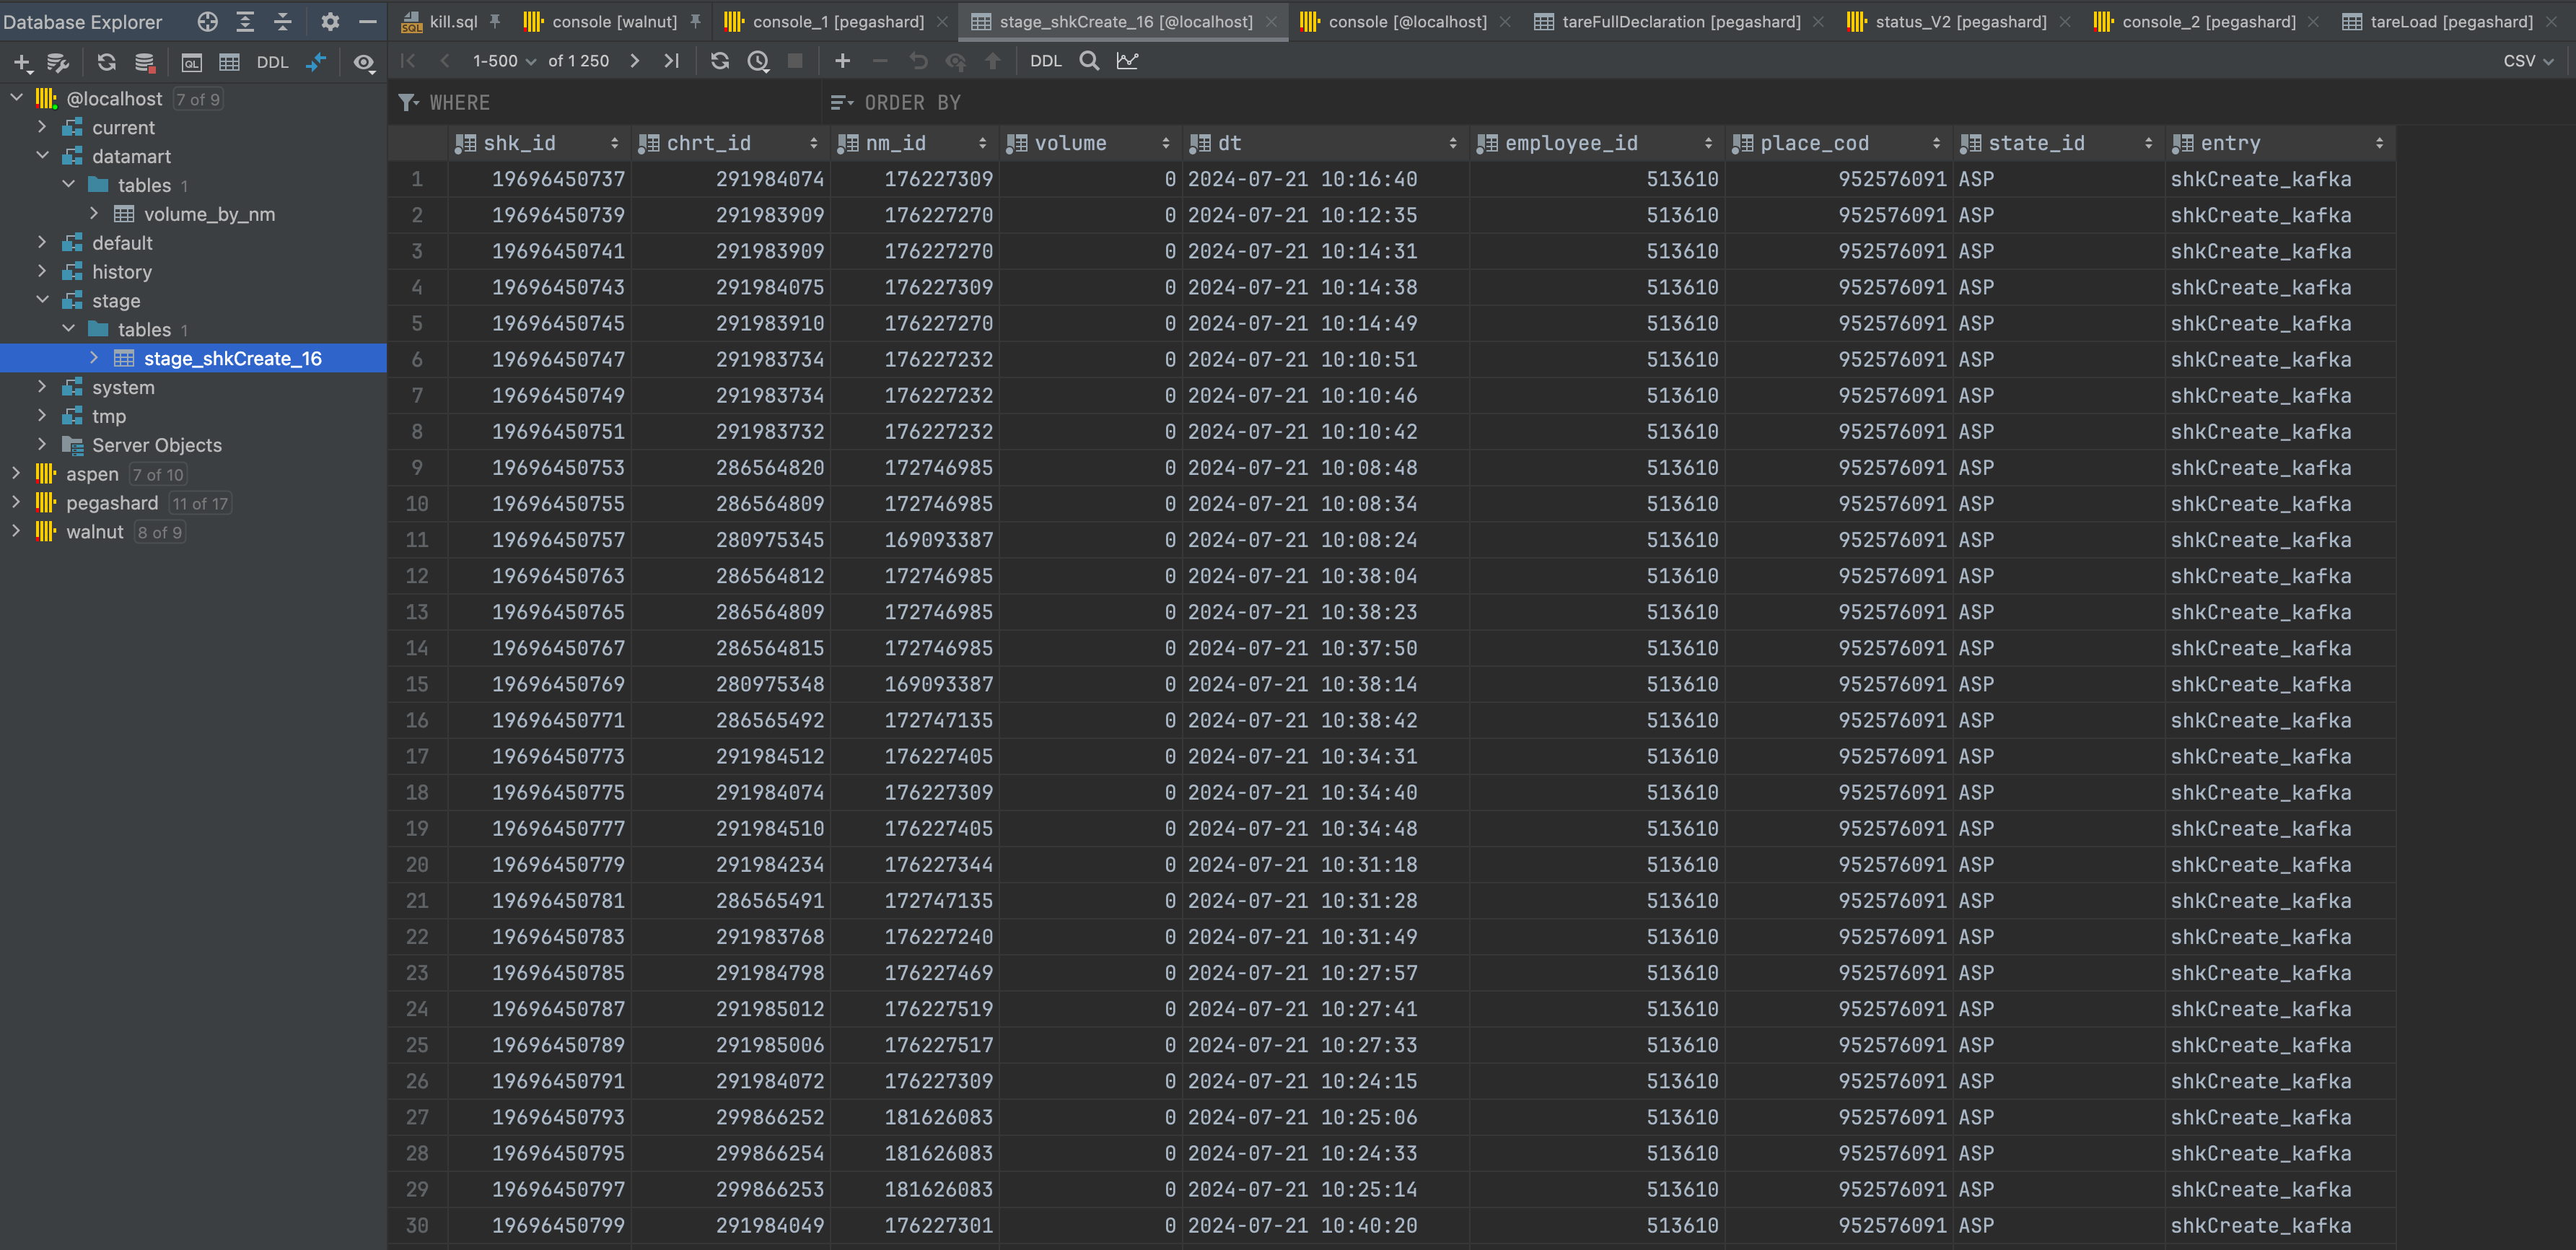 Database Explorer
kill.sql console [walnut] console_1 [pegashard] stage_shkCreate_16 [@localhost] console [@localhost] tareFullDeclaration [pegashard] status_V2 [pegashard] console_2 [pegashard] tareLoad [pegashard]
QL DDL
1-500 of 1 250 DDL CSV
WHERE ORDER BY
@localhost 7 of 9
current
datamart
tables 1
volume_by_nm
default
history
stage
tables 1
stage_shkCreate_16
system
tmp
Server Objects
aspen 7 of 10
pegashard 11 of 17
walnut 8 of 9
shk_id chrt_id nm_id volume dt employee_id place_cod state_id entry
1 19696450737 291984074 176227309 0 2024-07-21 10:16:40 513610 952576091 ASP shkCreate_kafka
2 19696450739 291983909 176227270 0 2024-07-21 10:12:35 513610 952576091 ASP shkCreate_kafka
3 19696450741 291983909 176227270 0 2024-07-21 10:14:31 513610 952576091 ASP shkCreate_kafka
4 19696450743 291984075 176227309 0 2024-07-21 10:14:38 513610 952576091 ASP shkCreate_kafka
5 19696450745 291983910 176227270 0 2024-07-21 10:14:49 513610 952576091 ASP shkCreate_kafka
6 19696450747 291983734 176227232 0 2024-07-21 10:10:51 513610 952576091 ASP shkCreate_kafka
7 19696450749 291983734 176227232 0 2024-07-21 10:10:46 513610 952576091 ASP shkCreate_kafka
8 19696450751 291983732 176227232 0 2024-07-21 10:10:42 513610 952576091 ASP shkCreate_kafka
9 19696450753 286564820 172746985 0 2024-07-21 10:08:48 513610 952576091 ASP shkCreate_kafka
10 19696450755 286564809 172746985 0 2024-07-21 10:08:34 513610 952576091 ASP shkCreate_kafka
11 19696450757 280975345 169093387 0 2024-07-21 10:08:24 513610 952576091 ASP shkCreate_kafka
12 19696450763 286564812 172746985 0 2024-07-21 10:38:04 513610 952576091 ASP shkCreate_kafka
13 19696450765 286564809 172746985 0 2024-07-21 10:38:23 513610 952576091 ASP shkCreate_kafka
14 19696450767 286564815 172746985 0 2024-07-21 10:37:50 513610 952576091 ASP shkCreate_kafka
15 19696450769 280975348 169093387 0 2024-07-21 10:38:14 513610 952576091 ASP shkCreate_kafka
16 19696450771 286565492 172747135 0 2024-07-21 10:38:42 513610 952576091 ASP shkCreate_kafka
17 19696450773 291984512 176227405 0 2024-07-21 10:34:31 513610 952576091 ASP shkCreate_kafka
18 19696450775 291984074 176227309 0 2024-07-21 10:34:40 513610 952576091 ASP shkCreate_kafka
19 19696450777 291984510 176227405 0 2024-07-21 10:34:48 513610 952576091 ASP shkCreate_kafka
20 19696450779 291984234 176227344 0 2024-07-21 10:31:18 513610 952576091 ASP shkCreate_kafka
21 19696450781 286565491 172747135 0 2024-07-21 10:31:28 513610 952576091 ASP shkCreate_kafka
22 19696450783 291983768 176227240 0 2024-07-21 10:31:49 513610 952576091 ASP shkCreate_kafka
23 19696450785 291984798 176227469 0 2024-07-21 10:27:57 513610 952576091 ASP shkCreate_kafka
24 19696450787 291985012 176227519 0 2024-07-21 10:27:41 513610 952576091 ASP shkCreate_kafka
25 19696450789 291985006 176227517 0 2024-07-21 10:27:33 513610 952576091 ASP shkCreate_kafka
26 19696450791 291984072 176227309 0 2024-07-21 10:24:15 513610 952576091 ASP shkCreate_kafka
27 19696450793 299866252 181626083 0 2024-07-21 10:25:06 513610 952576091 ASP shkCreate_kafka
28 19696450795 299866254 181626083 0 2024-07-21 10:24:33 513610 952576091 ASP shkCreate_kafka
29 19696450797 299866253 181626083 0 2024-07-21 10:25:14 513610 952576091 ASP shkCreate_kafka
30 19696450799 291984049 176227301 0 2024-07-21 10:40:20 513610 952576091 ASP shkCreate_kafka